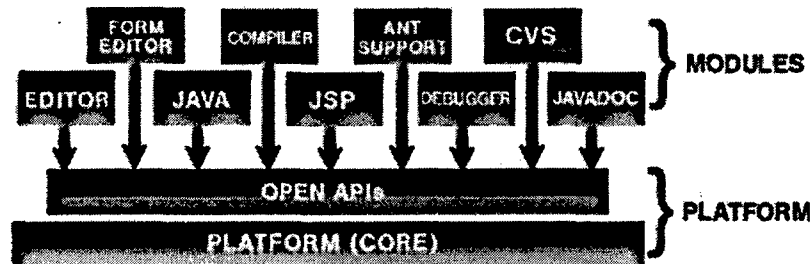 FORM
EDITOR
COMPILER
ANT
SUPPORT
CVS
MODULES
EDITOR
JAVA
JSP
DEBUGGER
JAVADOC
OPEN APIs
PLATFORM
PLATFORM (CORE)